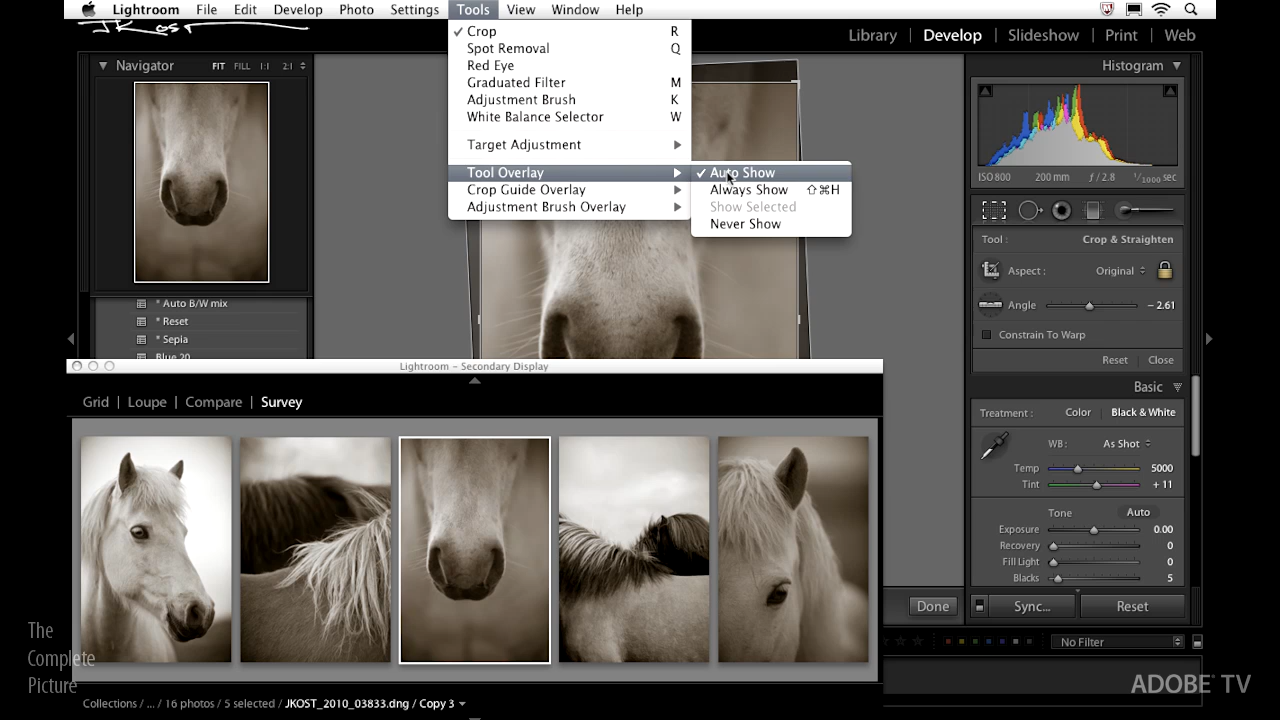 Lightroom File Edit Develop Photo Settings Tools View Window Help
JKost
Library | Develop | Slideshow | Print | Web
Crop R
Spot Removal Q
Red Eye
Graduated Filter M
Adjustment Brush K
White Balance Selector W
Target Adjustment
Tool Overlay
Crop Guide Overlay
Adjustment Brush Overlay
Auto Show
Always Show ⇧⌘H
Show Selected
Never Show
Navigator FIT FILL 1:1 2:1
* Auto B/W mix
* Reset
* Sepia
Blue 20
Histogram
ISO 800 200 mm ƒ / 2.8 1/1000 sec
Tool : Crop & Straighten
Aspect : Original
Angle – 2.61
Constrain To Warp
Reset Close
Basic
Treatment : Color Black & White
WB: As Shot
Temp 5000
Tint + 11
Tone Auto
Exposure 0.00
Recovery 0
Fill Light 0
Blacks 5
Done Sync... Reset
No Filter
Lightroom – Secondary Display
Grid | Loupe | Compare | Survey
Collections / ... / 16 photos / 5 selected / JKOST_2010_03833.dng / Copy 3
The
Complete
Picture
ADOBE® TV